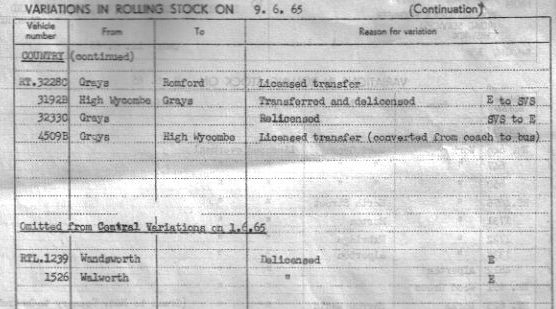 VARIATIONS IN ROLLING STOCK ON 9. 6. 65 (Continuation)
Vehicle number From To Reason for variation
COUNTRY (continued)
RT.3228C Grays Romford Licensed transfer
3192B High Wycombe Grays Transferred and delicensed E to SVS
3233C Grays Relicensed SVS to E
4509B Grays High Wycombe Licensed transfer (converted from coach to bus)
Omitted from Central Variations on 1.6.65
RTL.1239 Wandsworth Delicensed E
1526 Walworth " E